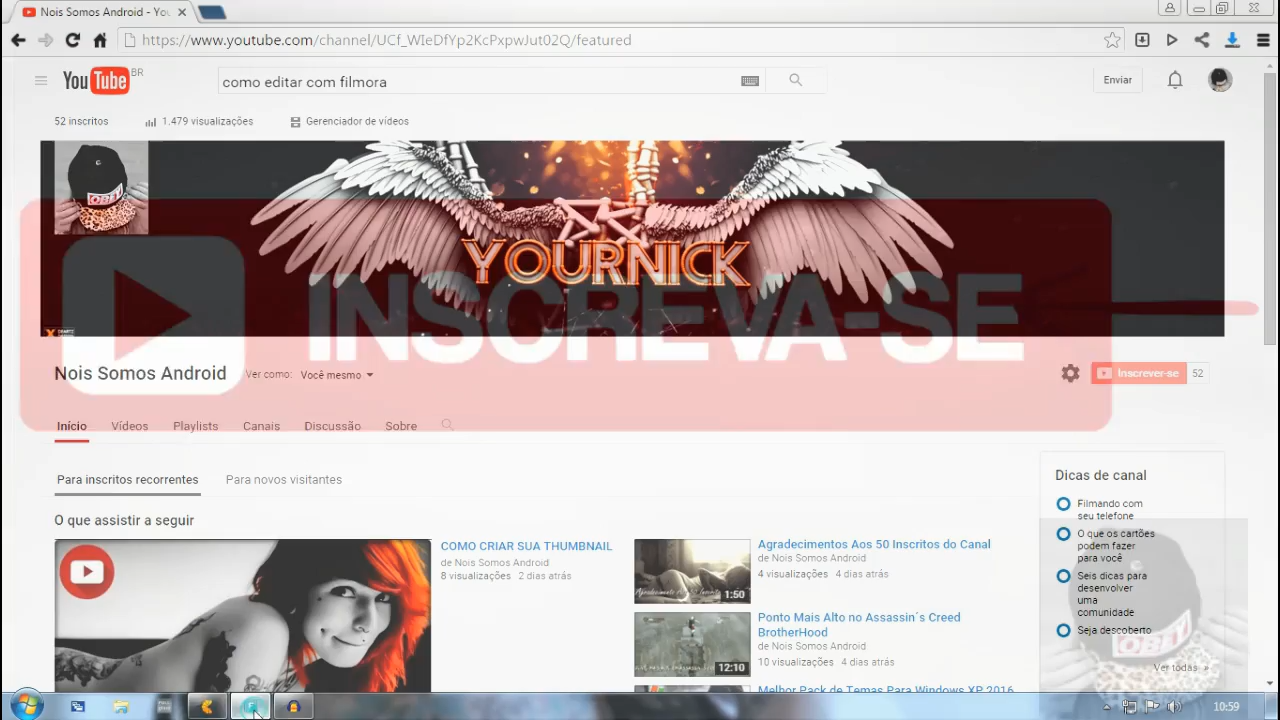 Nois Somos Android - You
https://www.youtube.com/channel/UCf_WIeDfYp2KcPxpwJut02Q/featured
YouTube BR
como editar com filmora
Enviar
52 inscritos
1.479 visualizações
Gerenciador de vídeos
OBEY
YOURNICK
INSCREVA-SE
Nois Somos Android
Ver como: Você mesmo
Inscrever-se 52
Início Vídeos Playlists Canais Discussão Sobre
Para inscritos recorrentes
Para novos visitantes
O que assistir a seguir
COMO CRIAR SUA THUMBNAIL
de Nois Somos Android
8 visualizações 2 dias atrás
Agradecimentos Aos 50 Inscritos do Canal
de Nois Somos Android
4 visualizações 4 dias atrás
1:50
Ponto Mais Alto no Assassin´s Creed
BrotherHood
de Nois Somos Android
10 visualizações 4 dias atrás
12:10
Melhor Pack de Temas Para Windows XP 2016
Dicas de canal
Filmando com
seu telefone
O que os cartões
podem fazer
para você
Seis dicas para
desenvolver
uma
comunidade
Seja descoberto
OBEY
Ver todas »
10:59